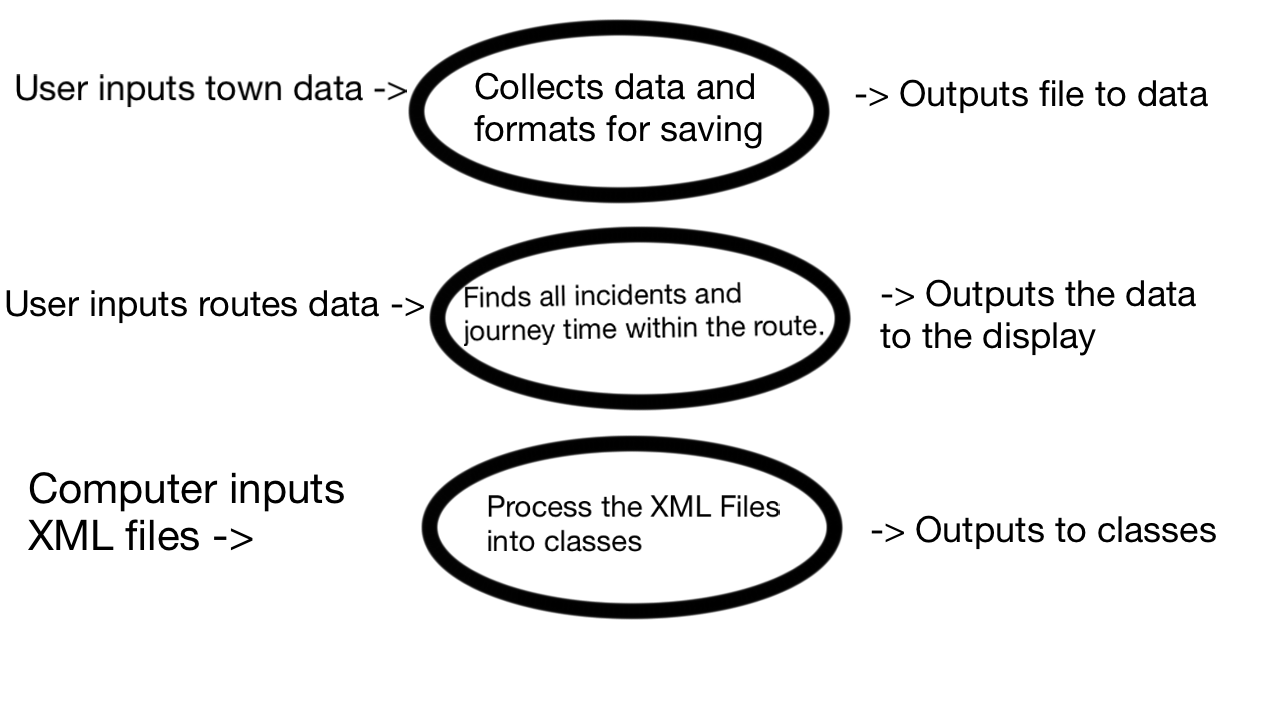 User inputs town data ->
Collects data and
formats for saving
-> Outputs file to data
User inputs routes data ->
Finds all incidents and
journey time within the route.
-> Outputs the data
to the display
Computer inputs
XML files ->
Process the XML Files
into classes
-> Outputs to classes